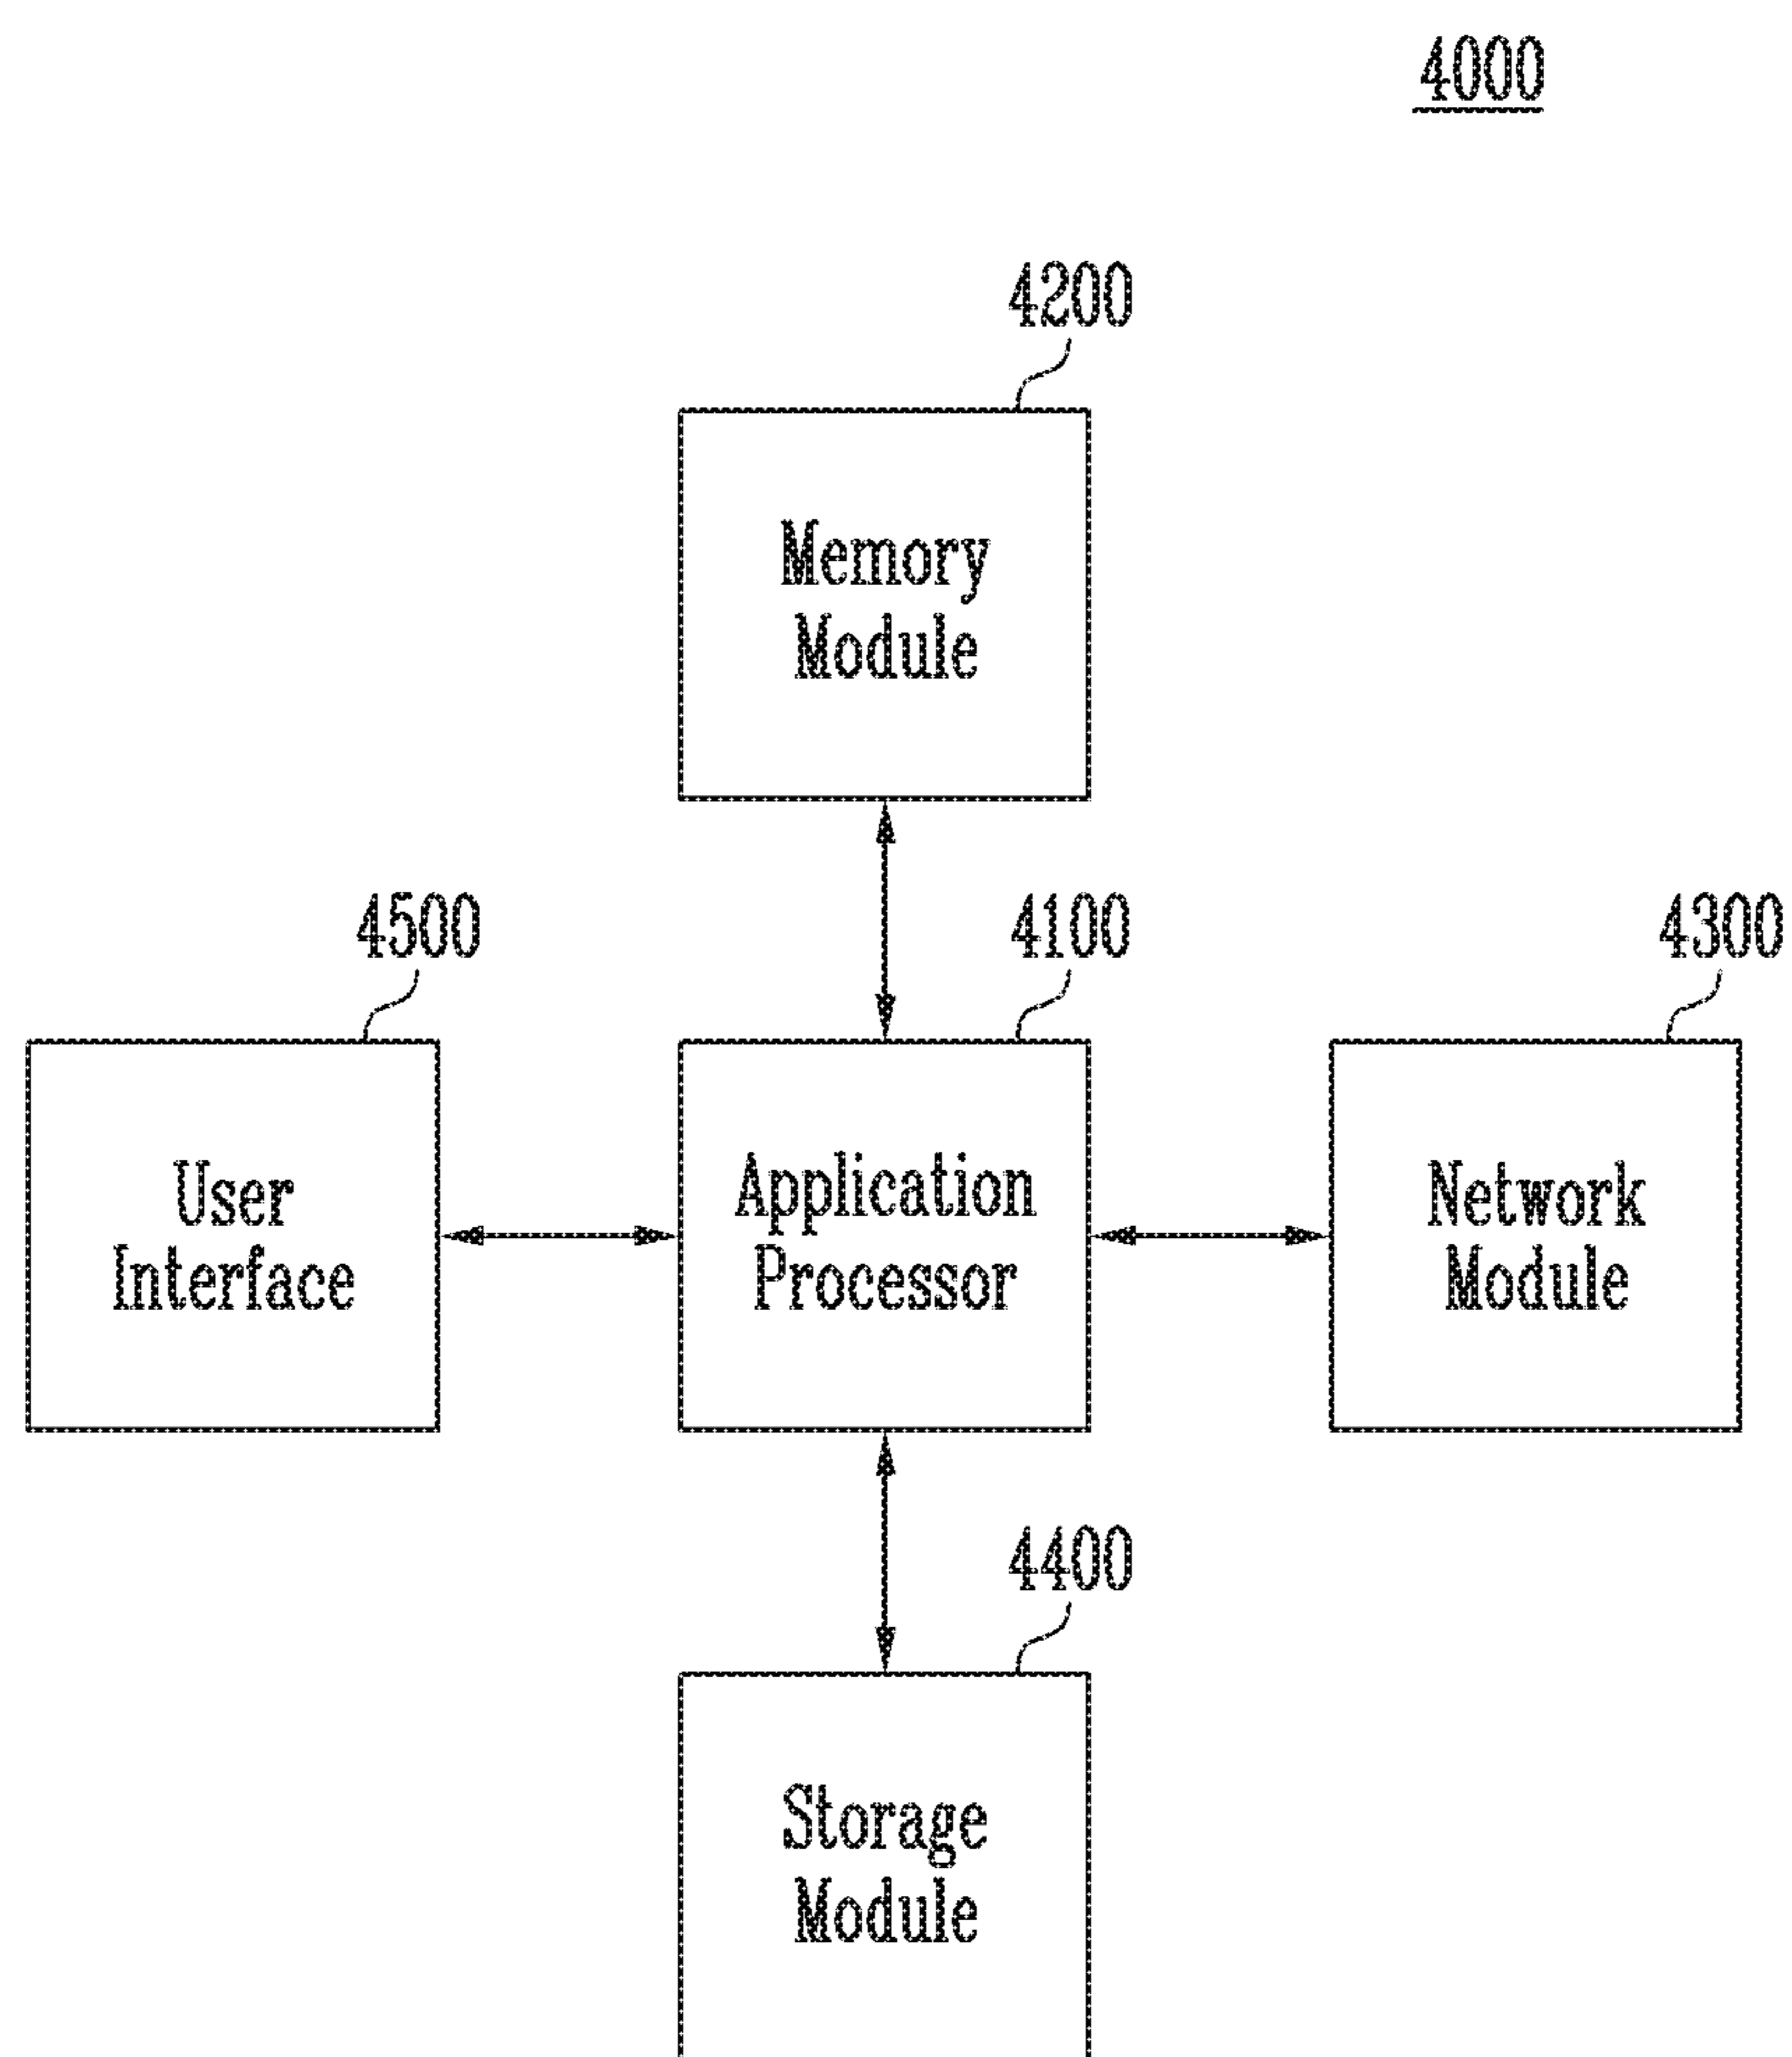 4000
4200
Memory
Module
4500
4100
4300
User
Interface
Application
Processor
Network
Module
4400
Storage
Module